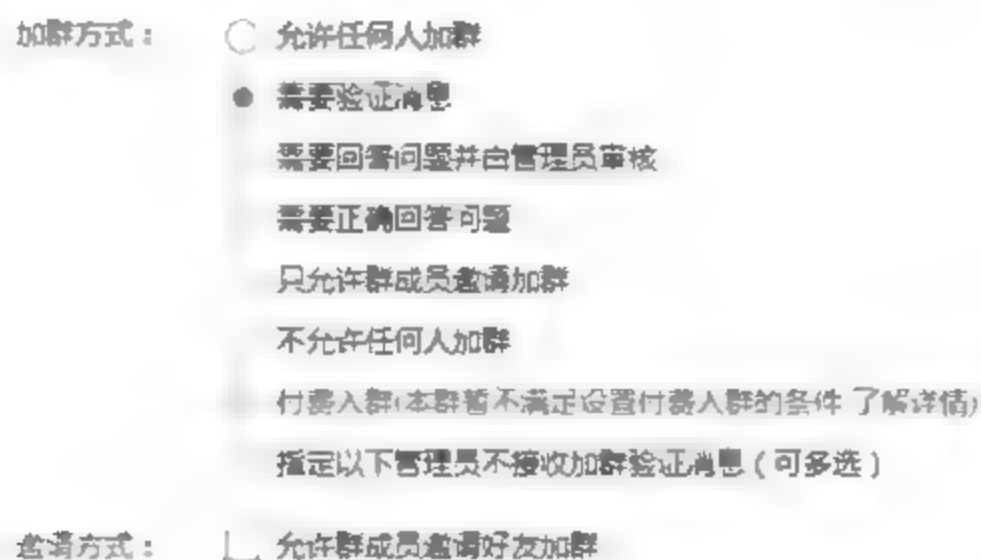 加群方式： 允许任何人加群
需要验证消息
需要回答问题并由管理员审核
需要正确回答问题
只允许群成员邀请加群
不允许任何人加群
付费入群(本群暂不满足设置付费入群的条件 了解详情)
指定以下管理员不接收加群验证消息（可多选）
邀请方式： 允许群成员邀请好友加群